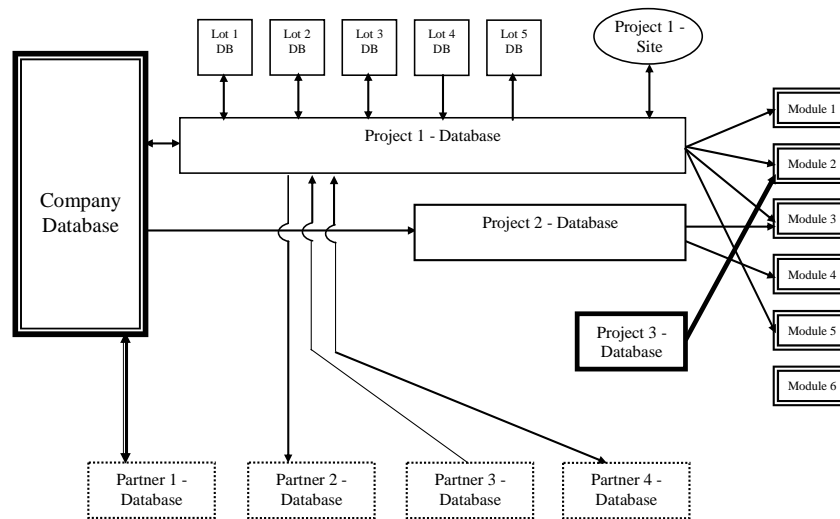 Lot 1
DB
Lot 2
DB
Lot 3
DB
Lot 4
DB
Lot 5
DB
Project 1 -
Site
Project 1 - Database
Company
Database
Project 2 - Database
Project 3 -
Database
Module 1
Module 2
Module 3
Module 4
Module 5
Module 6
Partner 1 -
Database
Partner 2 -
Database
Partner 3 -
Database
Partner 4 -
Database